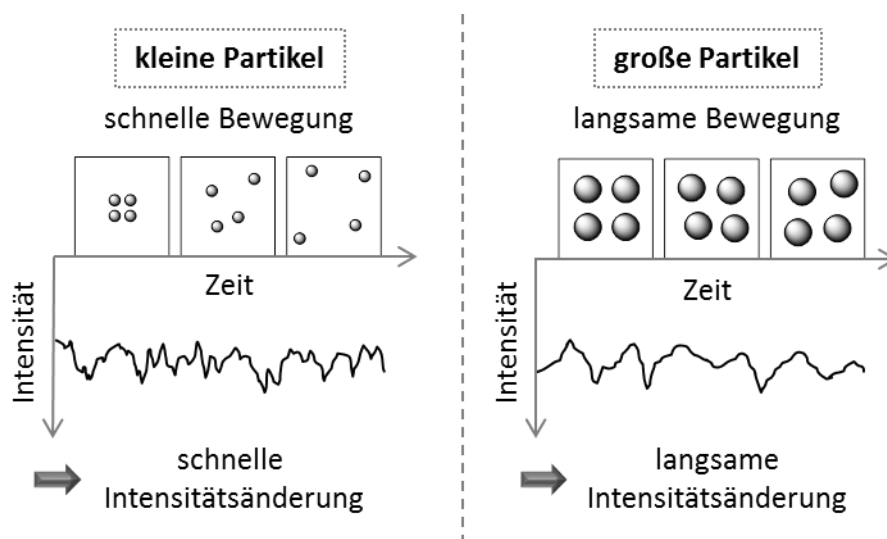 kleine Partikel
schnelle Bewegung
Zeit
Intensität
schnelle
Intensitätsänderung
große Partikel
langsame Bewegung
Zeit
Intensität
langsame
Intensitätsänderung